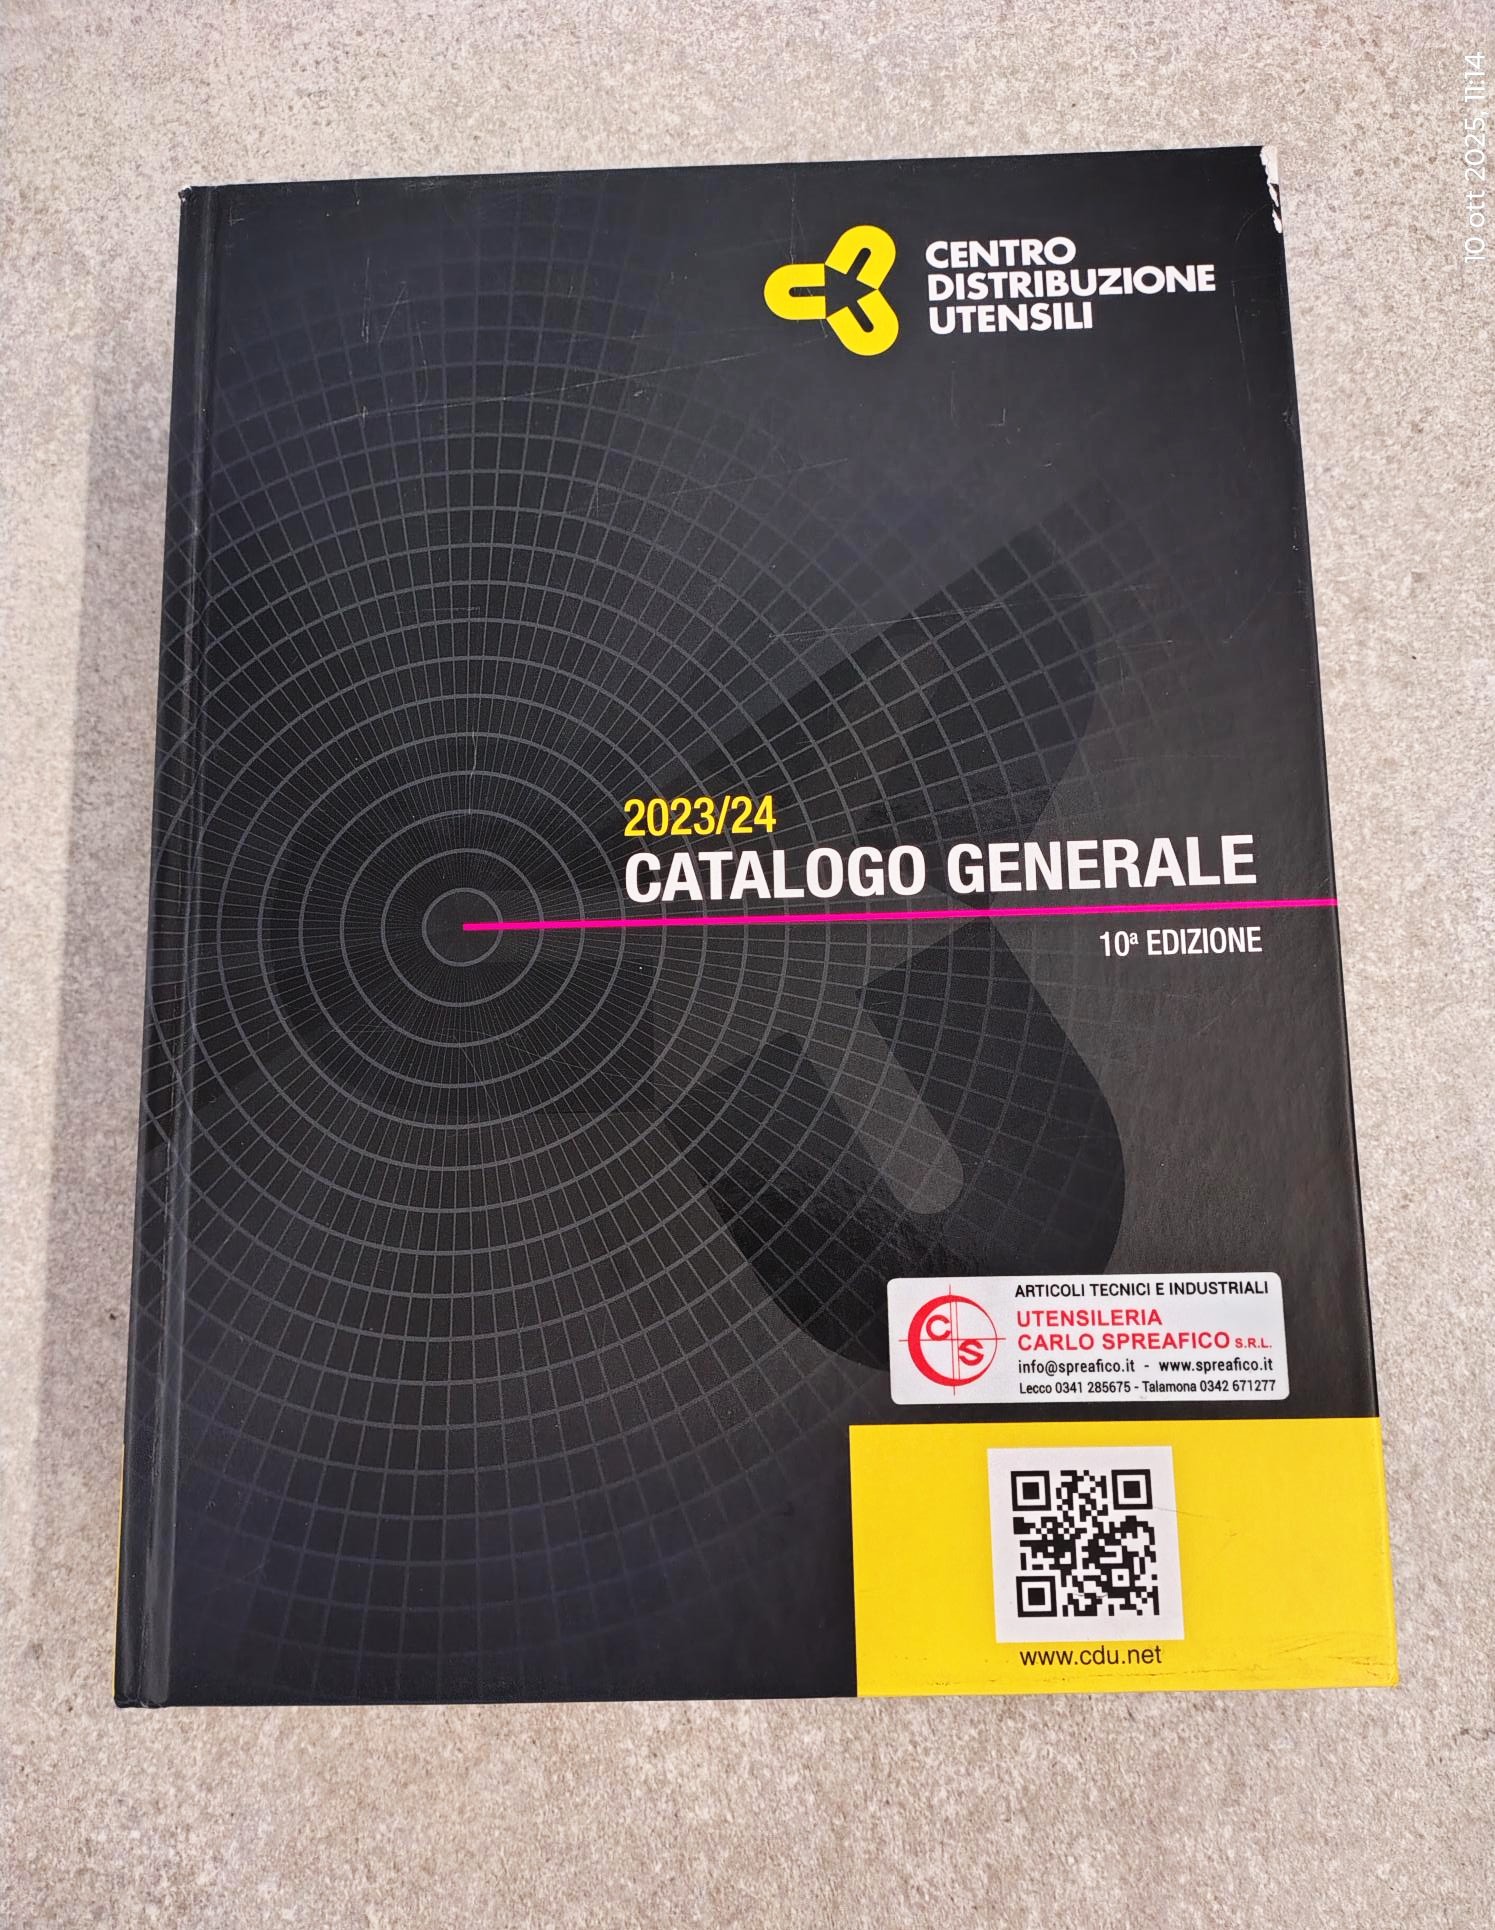 CENTRO
DISTRIBUZIONE
UTENSILI
2023/24
CATALOGO GENERALE
10ª EDIZIONE
ARTICOLI TECNICI E INDUSTRIALI
CS
UTENSILERIA
CARLO SPREAFICO S.R.L.
info@spreafico.it - www.spreafico.it
Lecco 0341 285675 - Talamona 0342 671277
www.cdu.net
10 ott 2025, 11:14